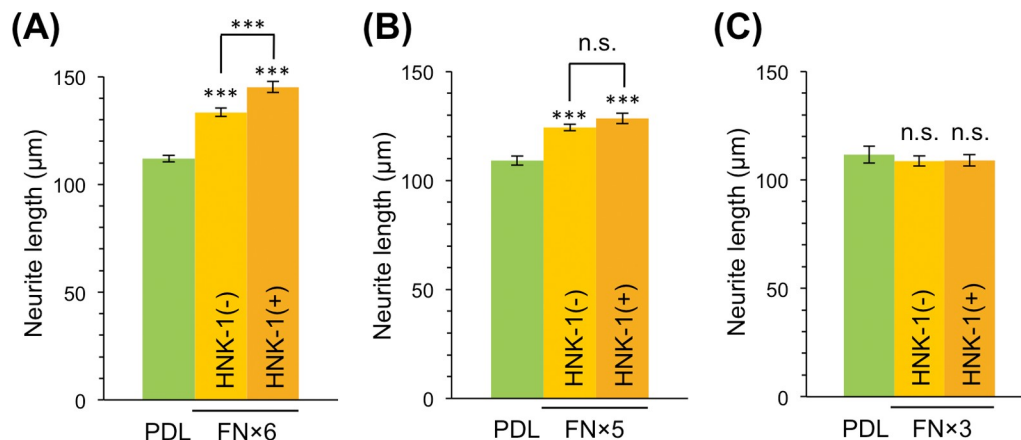 (A)
***
***
***
Neurite length (μm)
150
100
50
0
HNK-1(-)
HNK-1(+)
PDL
FN×6
(B)
n.s.
***
***
Neurite length (μm)
150
100
50
0
HNK-1(-)
HNK-1(+)
PDL
FN×5
(C)
n.s.
n.s.
Neurite length (μm)
150
100
50
0
HNK-1(-)
HNK-1(+)
PDL
FN×3